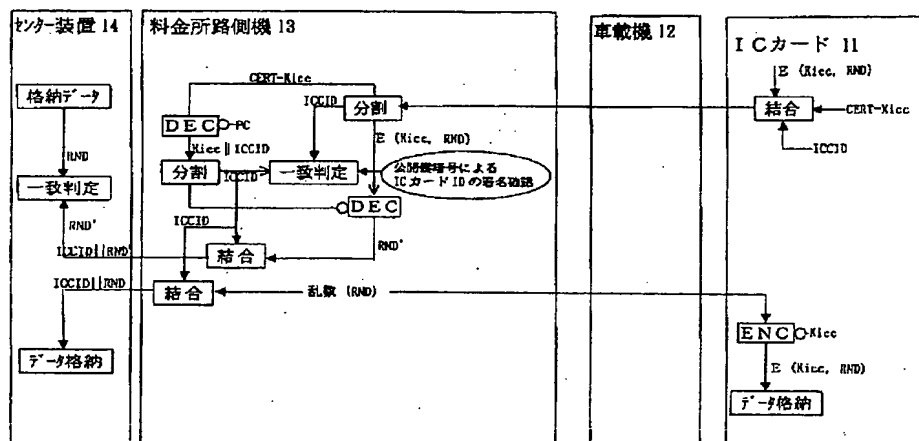 センター装置 14
料金所路側機 13
車載機 12
ICカード 11
格納データ
RND
一致判定
RND'
ICCID||RND'
ICCID||RND
データ格納
CERT-Kicc
ICCID
分割
DEC
PC
Kicc||ICCID
分割
ICCID
一致判定
E (Kicc, RND)
公開鍵暗号による
ICカードIDの署名確認
DEC
ICCID
RND'
結合
結合
乱数 (RND)
E (Kicc, RND)
結合
CERT-Kicc
ICCID
ENC
Kicc
E (Kicc, RND)
データ格納